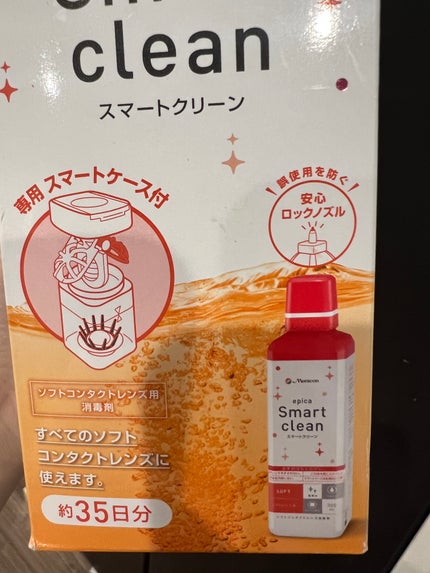 clean
スマートクリーン
専用 スマートケース付
誤使用を防ぐ
安心
ロックノズル
ソフトコンタクトレンズ用
消毒剤
すべてのソフト
コンタクトレンズに
使えます。
約35日分
Menicon
epica
Smart
clean
スマートクリーン
SOFT